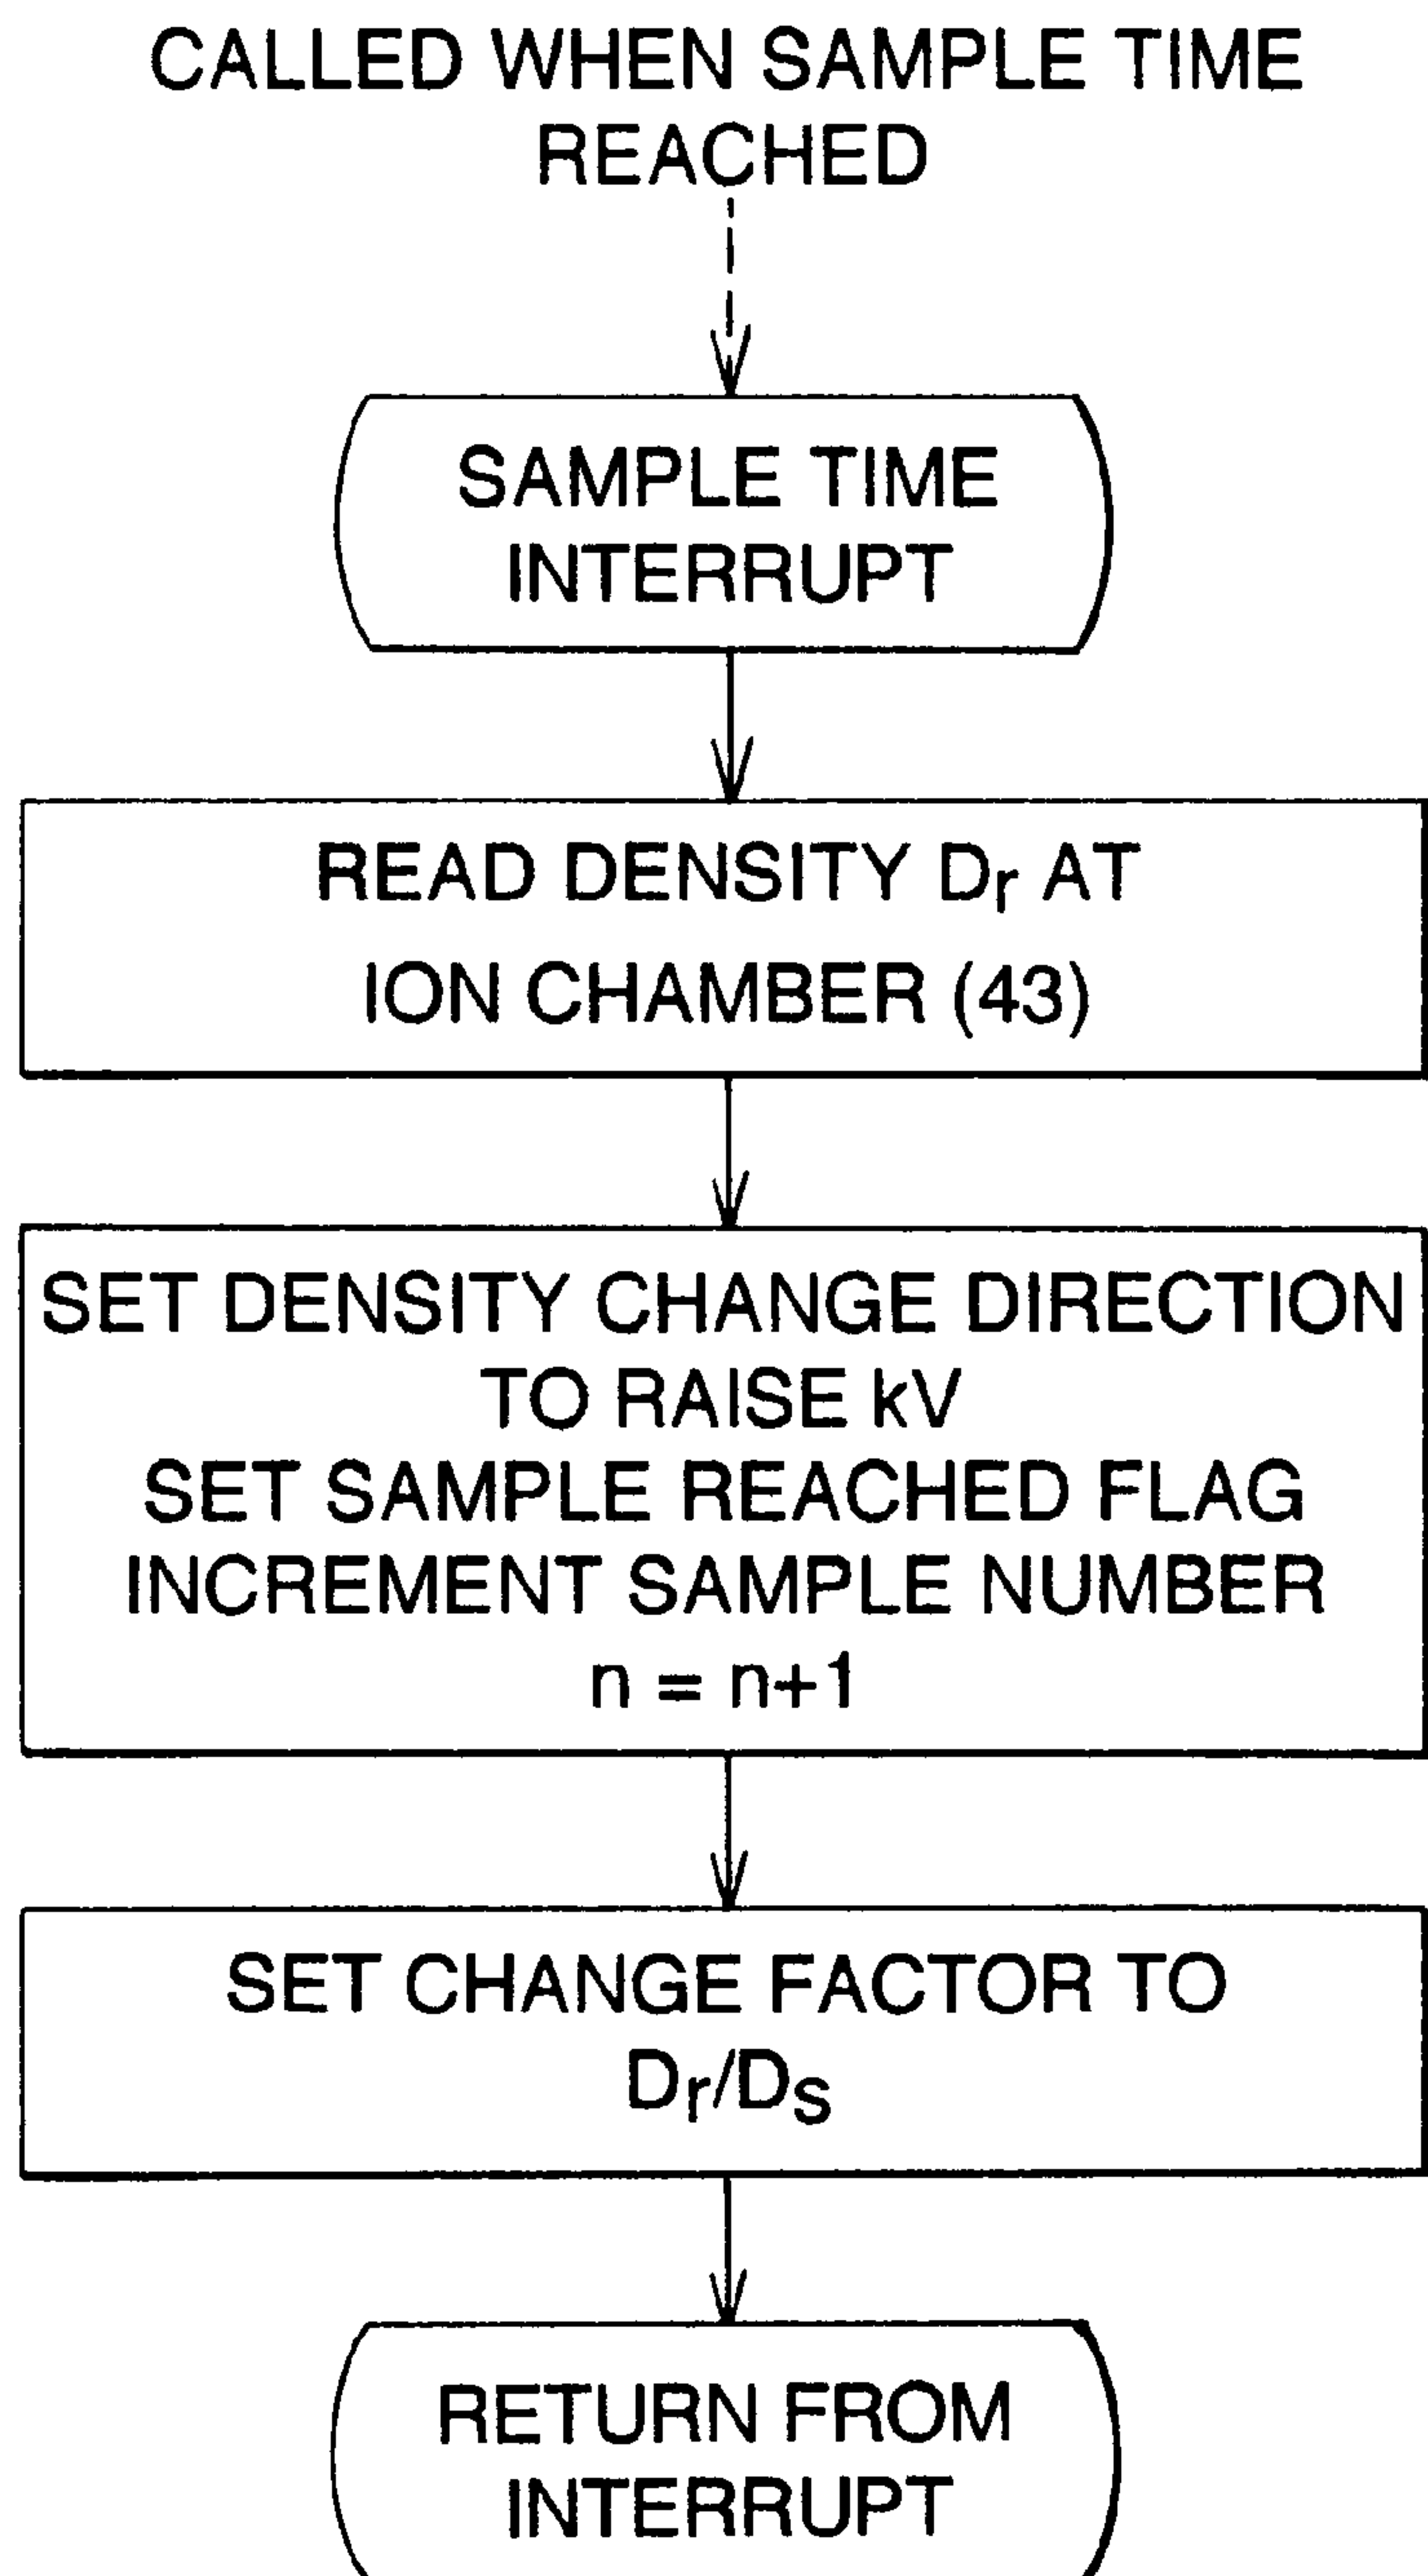 CALLED WHEN SAMPLE TIME
REACHED
SAMPLE TIME
INTERRUPT
READ DENSITY Dr AT
ION CHAMBER (43)
SET DENSITY CHANGE DIRECTION
TO RAISE kV
SET SAMPLE REACHED FLAG
INCREMENT SAMPLE NUMBER
n = n+1
SET CHANGE FACTOR TO
Dr/Ds
RETURN FROM
INTERRUPT